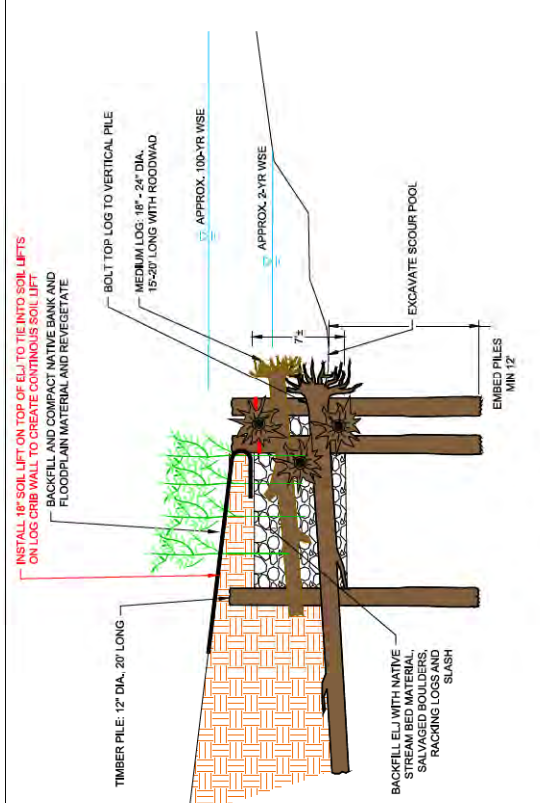 INSTALL 18" SOIL LIFT ON TOP OF ELJ TO TIE INTO SOIL LIFTS
ON LOG CRIB WALL TO CREATE CONTINOUS SOIL LIFT
BACKFILL AND COMPACT NATIVE BANK AND
FLOODPLAIN MATERIAL AND REVEGETATE
TIMBER PILE: 12" DIA., 20' LONG
BOLT TOP LOG TO VERTICAL PILE
MEDIUM LOG: 18" - 24" DIA.
15'-20' LONG WITH ROODWAD
APPROX. 100-YR WSE
APPROX. 2-YR WSE
7'±
EXCAVATE SCOUR POOL
EMBED PILES
MIN 12'
BACKFILL ELJ WITH NATIVE
STREAM BED MATERIAL,
SALVAGED BOULDERS,
RACKING LOGS AND
SLASH